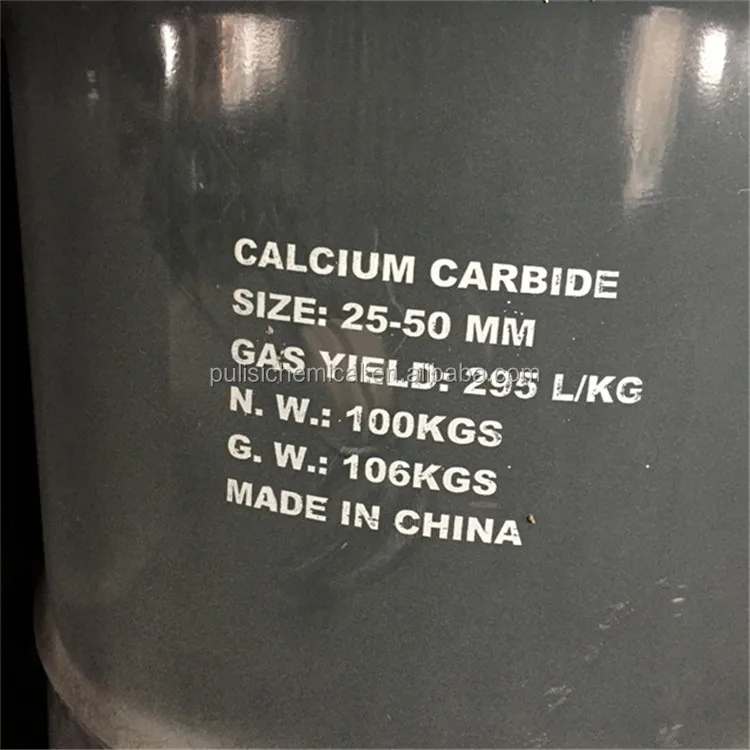 CALCIUM CARBIDE
SIZE: 25-50 MM
GAS YIELD: 295 L/KG
pulisichemical.en.alibaba.com
N. W.: 100KGS
G. W.: 106KGS
MADE IN CHINA